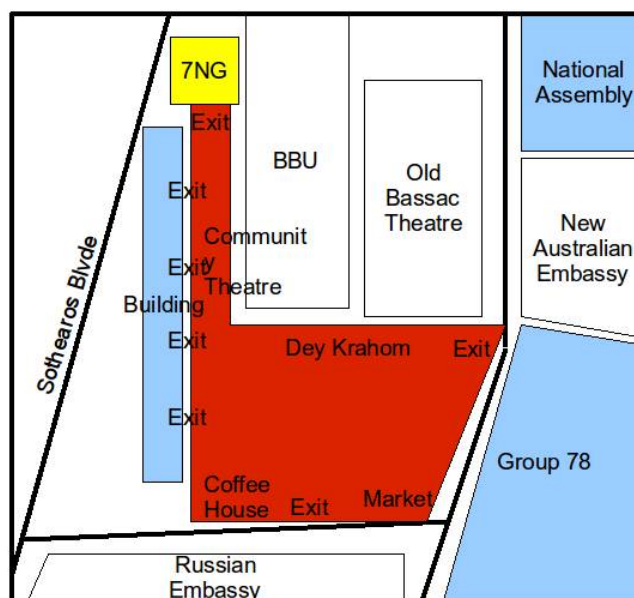 7NG
National
Assembly
Exit
BBU
Old
Bassac
Theatre
Exit
New
Australian
Embassy
Communit
y
Theatre
Exit
Building
Sothearos Blvde
Exit
Dey Krahom
Exit
Exit
Group 78
Coffee
House
Exit
Market
Russian
Embassy